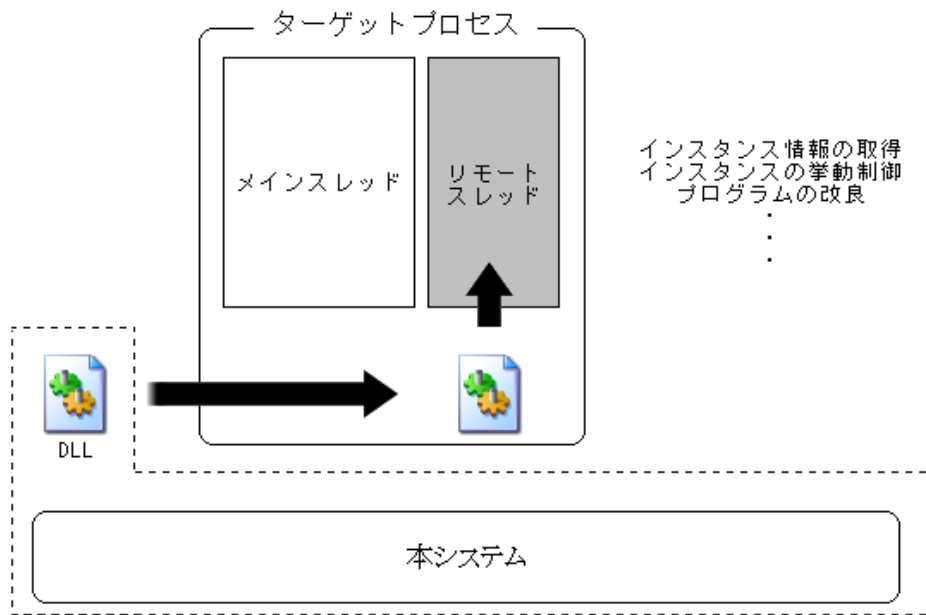 ターゲットプロセス
メインスレッド
リモート
スレッド
インスタンス情報の取得
インスタンスの挙動制御
プログラムの改良
・
・
・
DLL
本システム